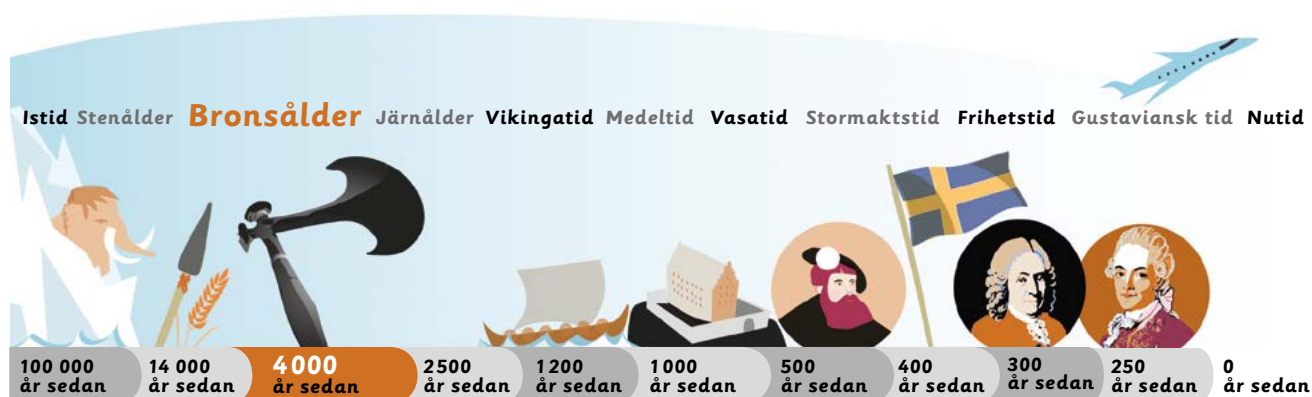 Istid Stenålder Bronsålder Järnålder Vikingatid Medeltid Vasatid Stormaktstid Frihetstid Gustaviansk tid Nutid
100 000 14 000 4 000 2500 1 200 1 000 500 400 300 250 0
år sedan år sedan år sedan år sedan år sedan år sedan år sedan år sedan år sedan år sedan år sedan